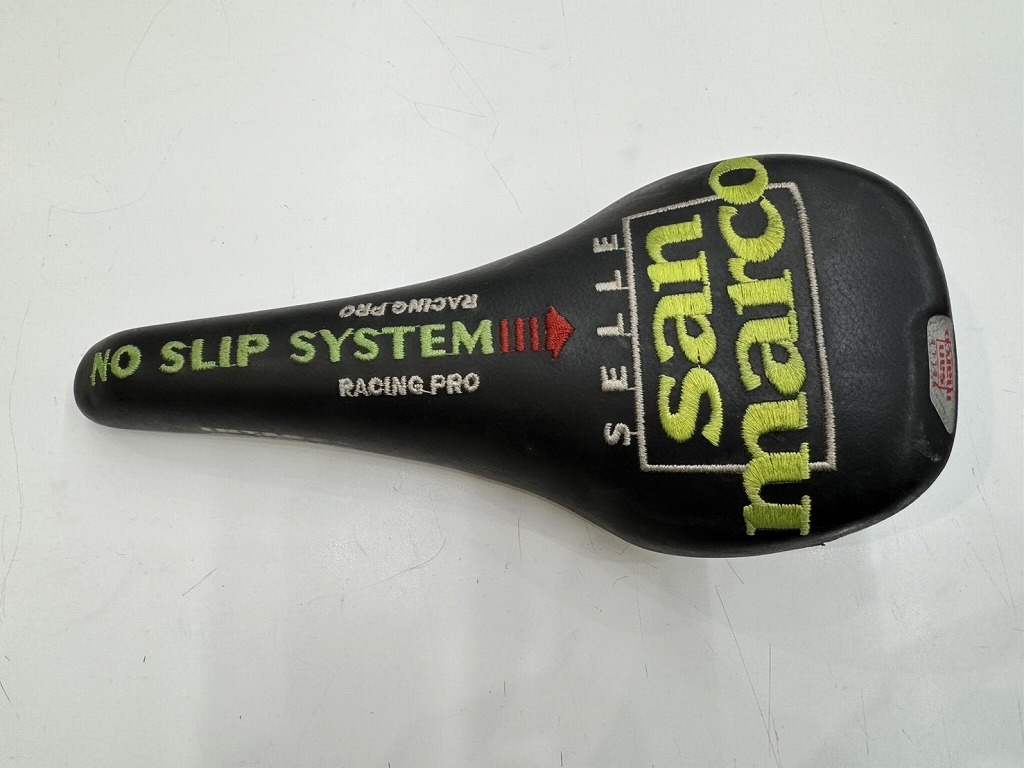 RACING.PRO
NO SLIP SYSTEM
RACING.PRO
SELLE
san
marco